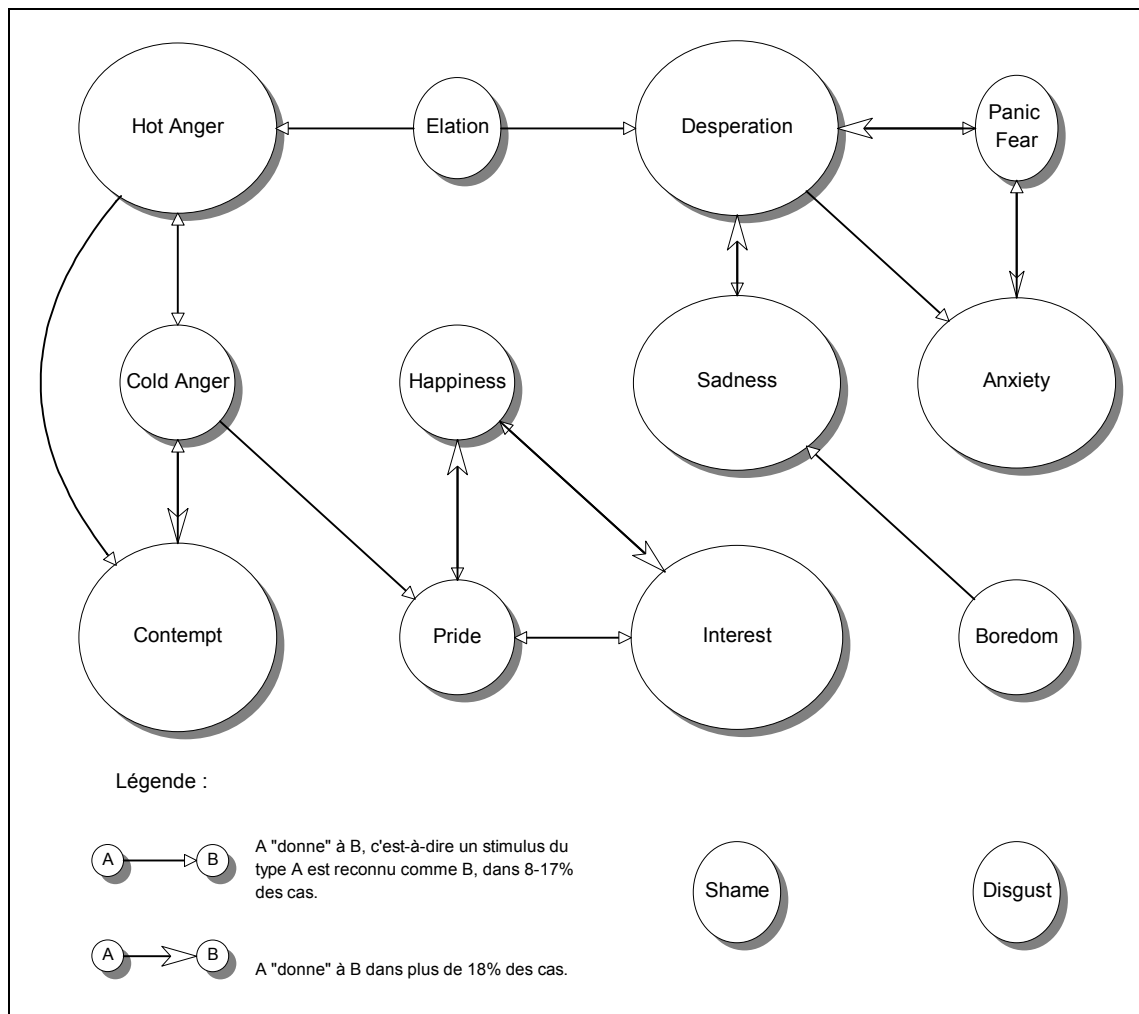 Hot Anger
Elation
Desperation
Panic
Fear
Cold Anger
Happiness
Sadness
Anxiety
Contempt
Pride
Interest
Boredom
Légende :
A
B
A "donne" à B, c'est-à-dire un stimulus du
type A est reconnu comme B, dans 8-17%
des cas.
A
B
A "donne" à B dans plus de 18% des cas.
Shame
Disgust